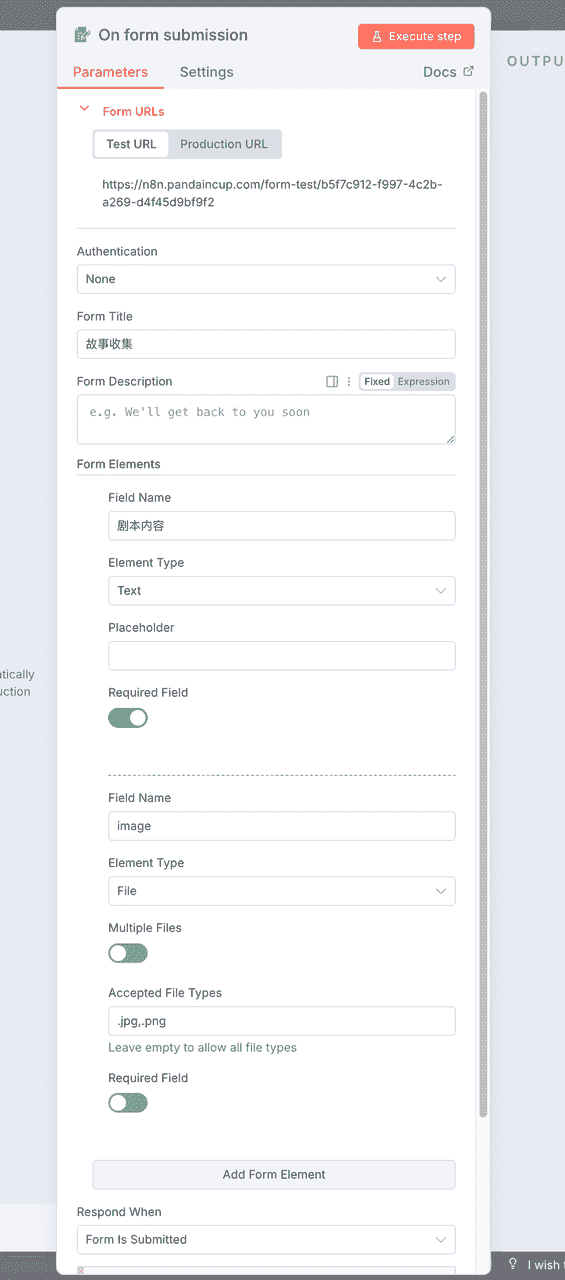 On form submission
Execute step
OUTPU
Parameters
Settings
Docs
Form URLs
Test URL
Production URL
https://n8n.pandaincup.com/form-test/b5f7c912-f997-4c2b-
a269-d4f45d9bf9f2
Authentication
None
Form Title
故事收集
Form Description
Fixed
Expression
e.g. We'll get back to you soon
Form Elements
Field Name
剧本内容
Element Type
Text
Placeholder
atically
uction
Required Field
Field Name
image
Element Type
File
Multiple Files
Accepted File Types
.jpg,.png
Leave empty to allow all file types
Required Field
Add Form Element
Respond When
Form Is Submitted
I wish t